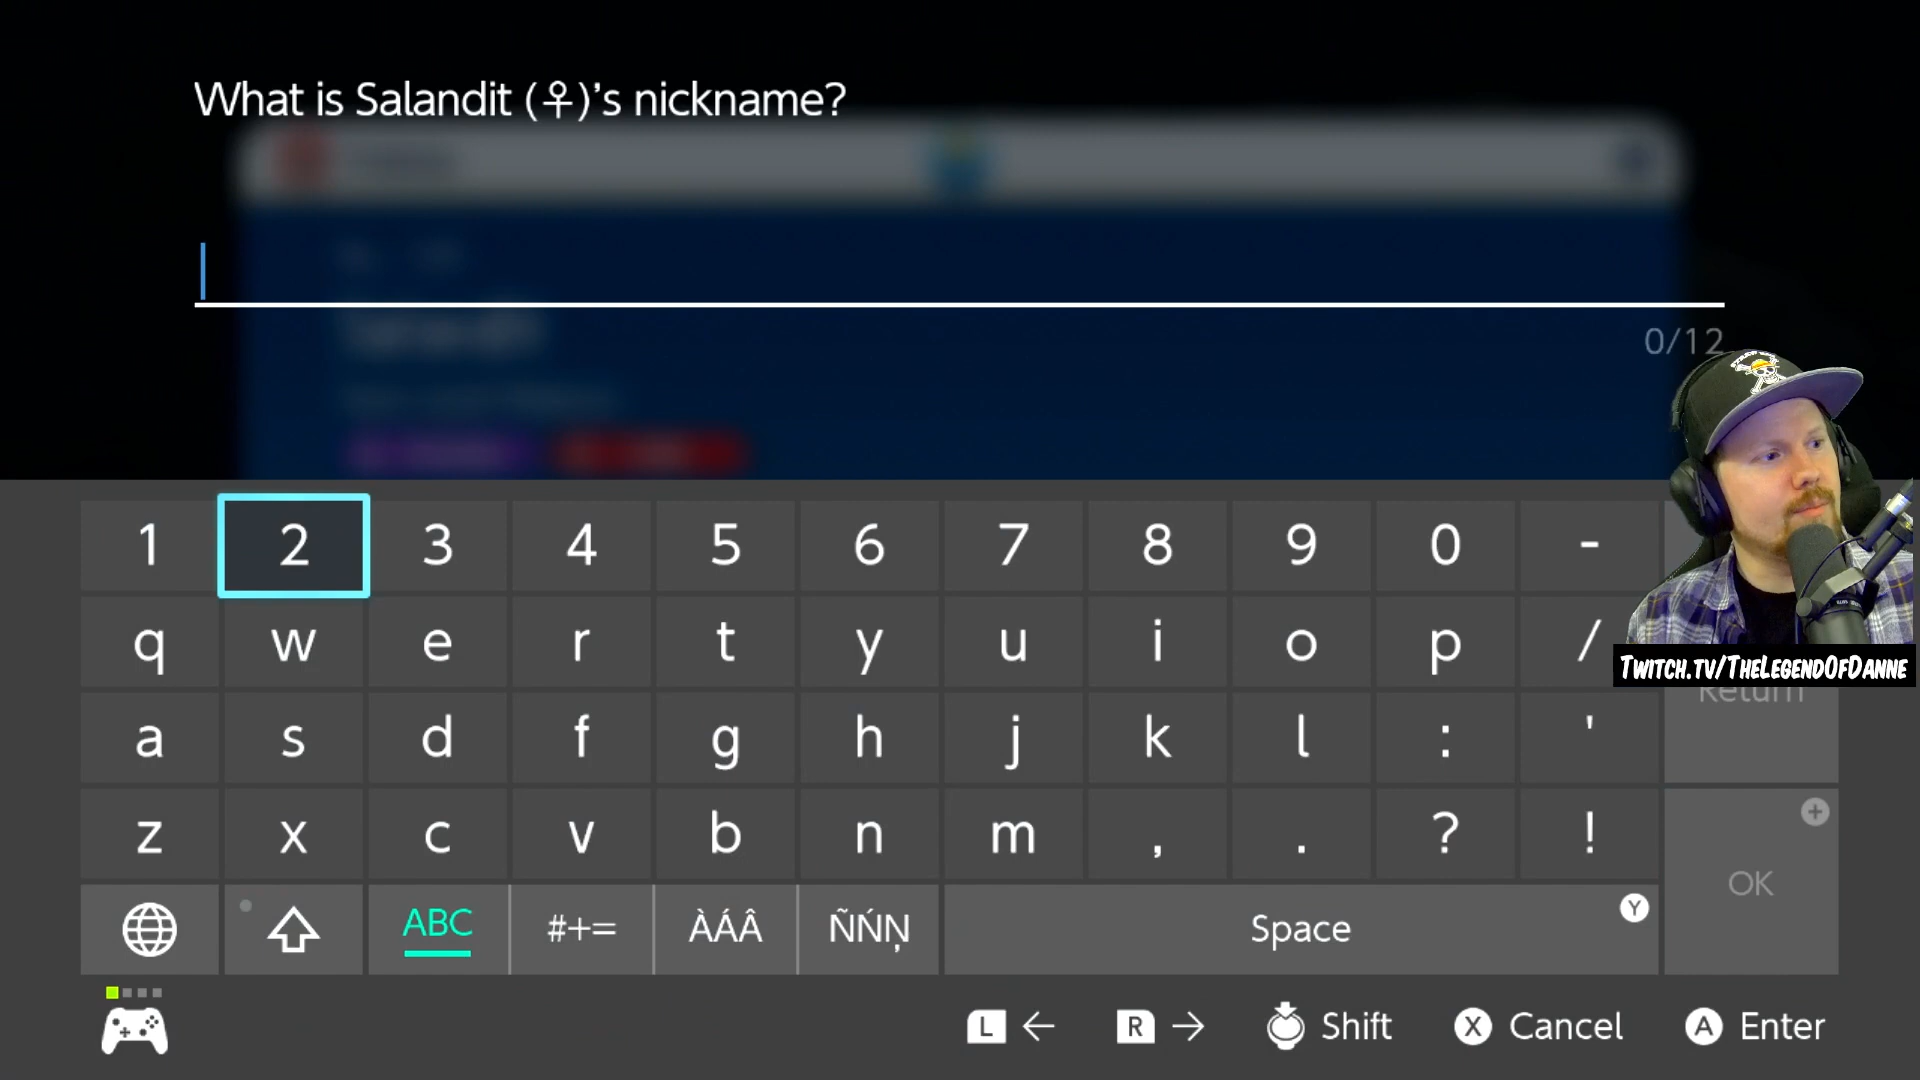 What is Salandit (♀)'s nickname?
0/12
1 2 3 4 5 6 7 8 9 0 -
q w e r t y u i o p /
TWITCH.TV/THELEGENDOFDANNE
Return
a s d f g h j k l : '
z x c v b n m , . ? !
OK
ABC #+= ÀÁÂ ÑŃŅ Space Y
L ← R → Shift X Cancel A Enter